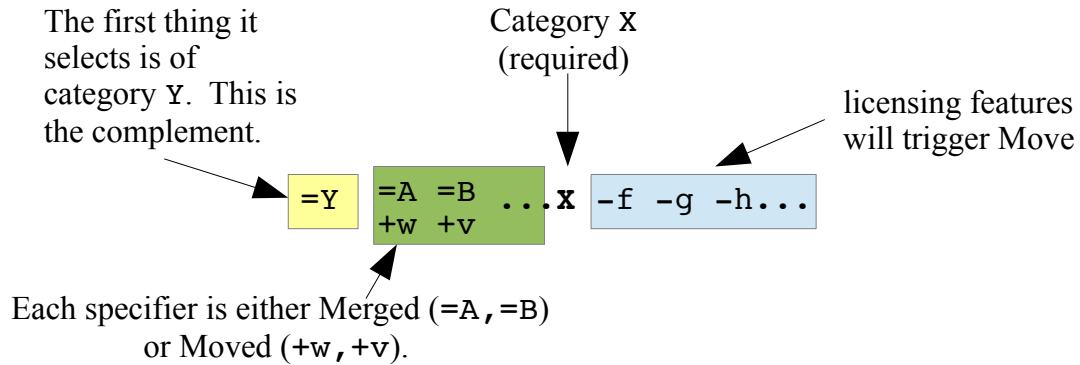 The first thing it
selects is of
category Y. This is
the complement.
Category X
(required)
licensing features
will trigger Move
=Y
=A =B ...x -f -g -h...
+w +v
Each specifier is either Merged (=A,=B)
or Moved (+w,+v).